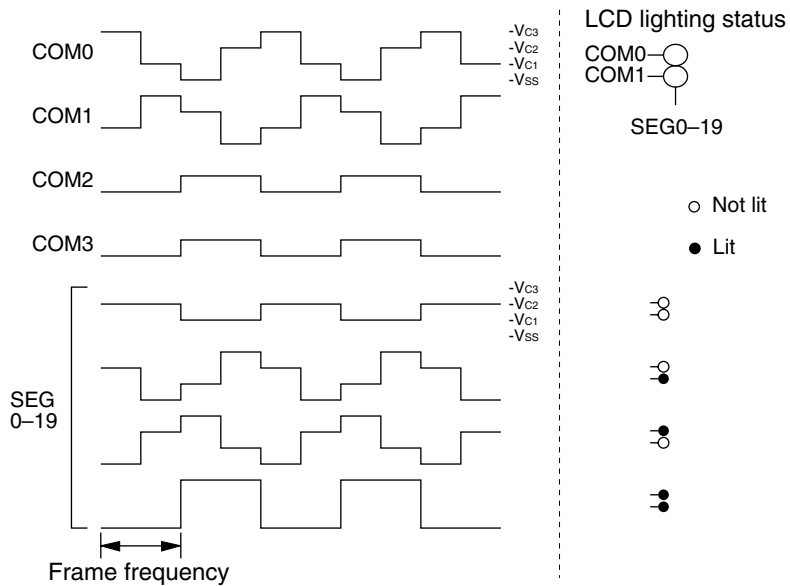 COM0
-VC3
-VC2
-VC1
-VSS
COM1
COM2
COM3
SEG
0–19
-VC3
-VC2
-VC1
-VSS
Frame frequency
LCD lighting status
COM0
COM1
SEG0–19
Not lit
Lit